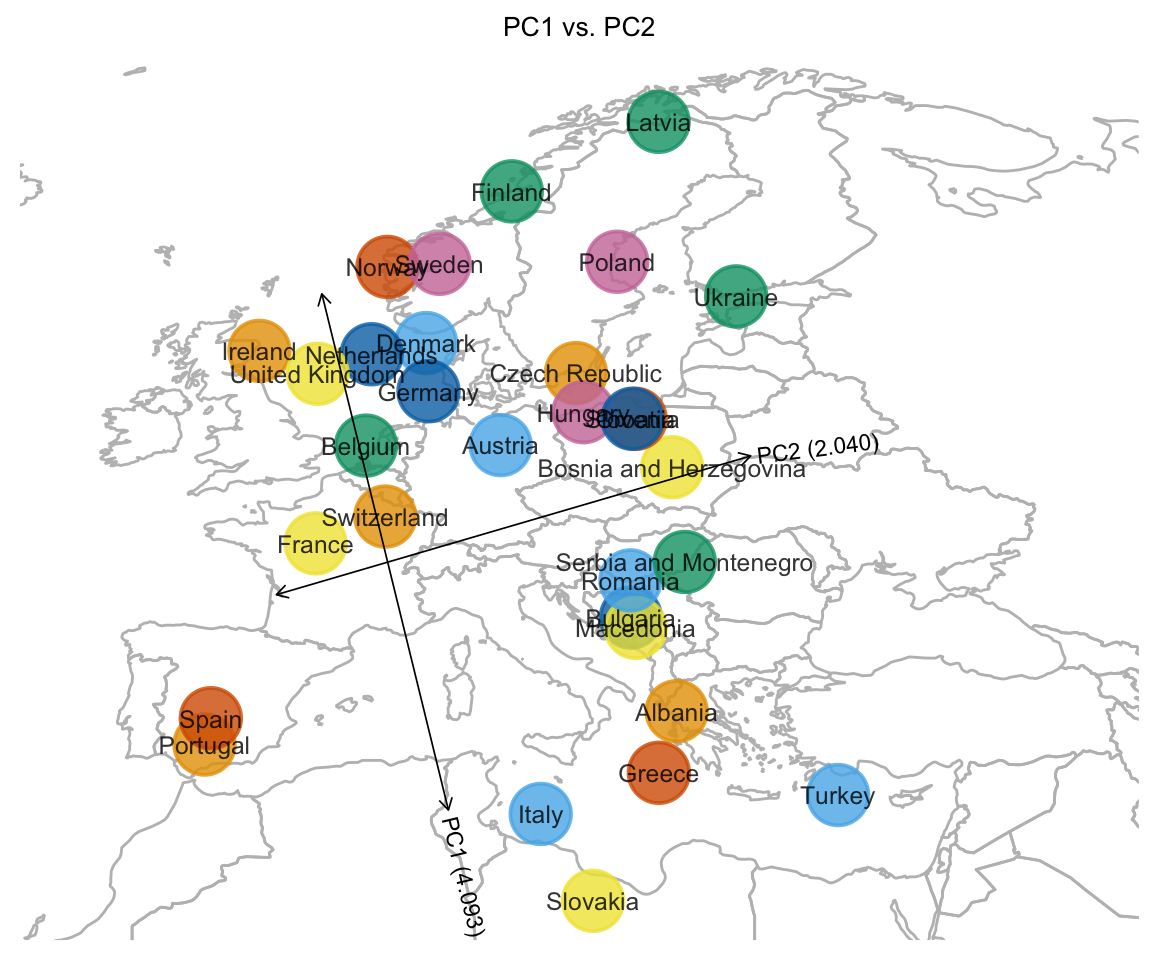 PC1 vs. PC2
Latvia
Finland
Norway
Sweden
Poland
Ukraine
Ireland
Netherlands
Denmark
United Kingdom
Czech Republic
Germany
Hungary
Slovenia
Belgium
Austria
PC2 (2.040)
Bosnia and Herzegovina
Switzerland
France
Serbia and Montenegro
Romania
Bulgaria
Macedonia
Spain
Albania
Portugal
Greece
Turkey
Italy
PC1 (4.093)
Slovakia